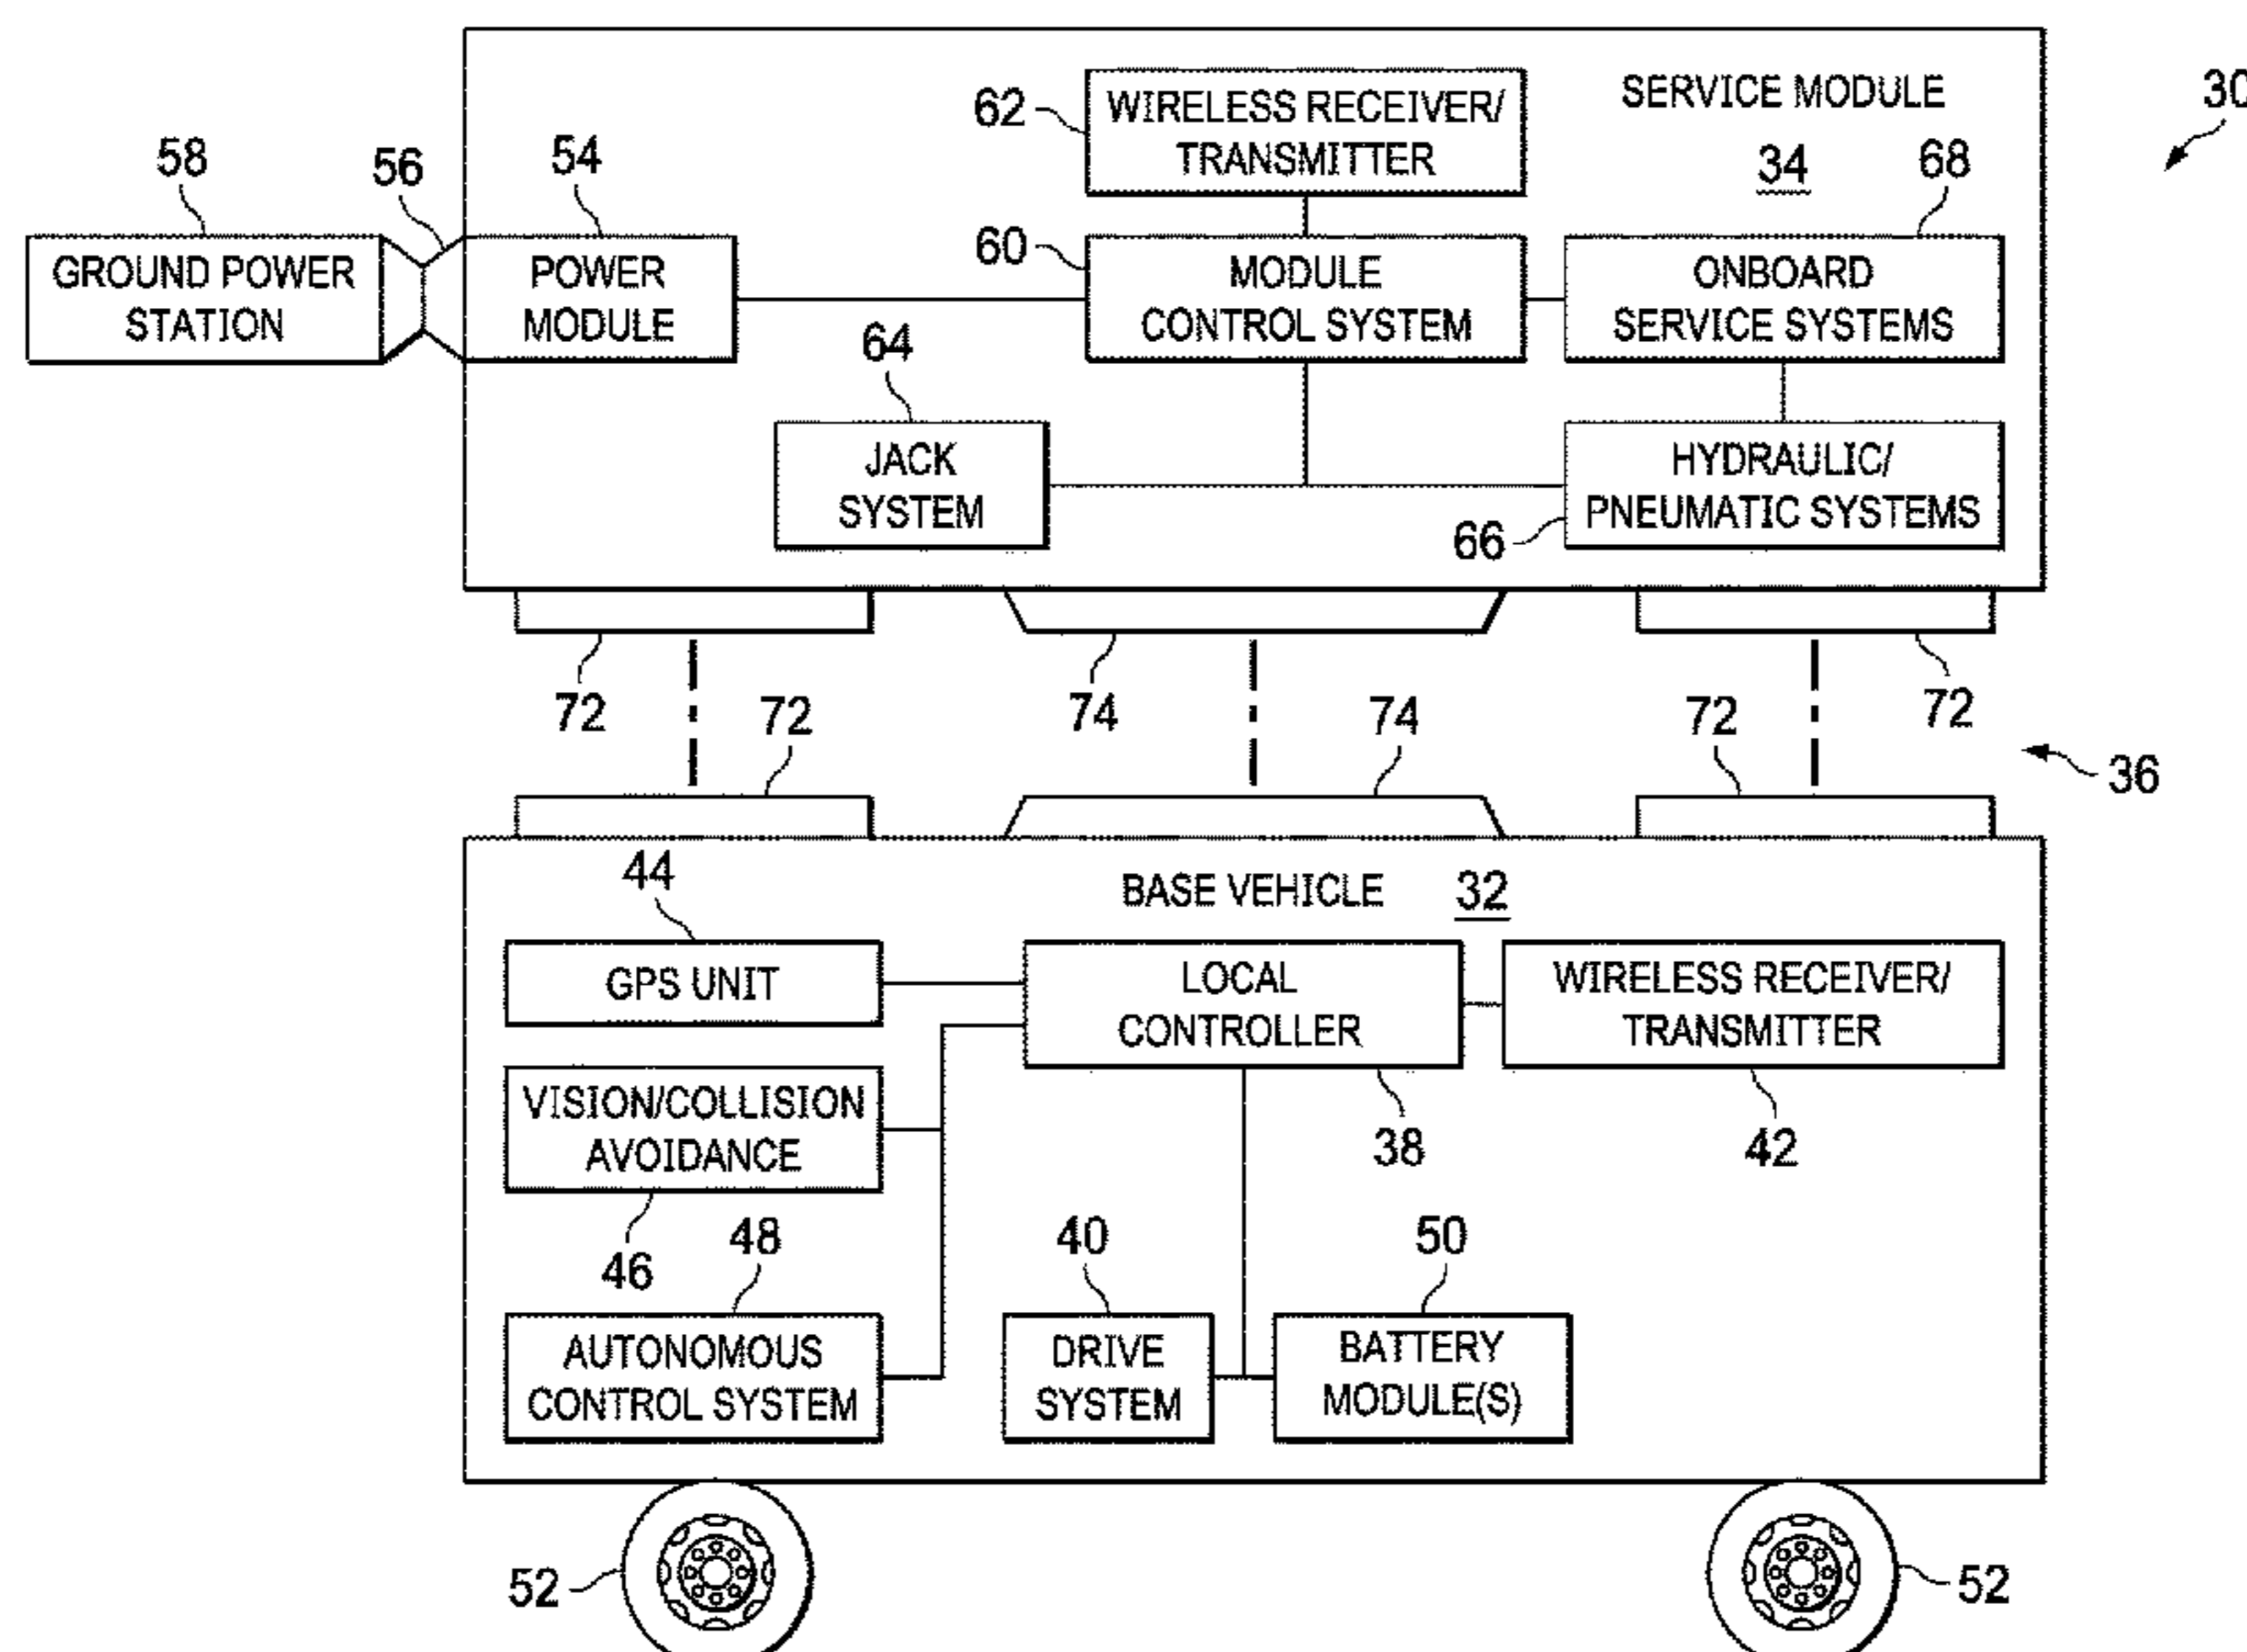 30
SERVICE MODULE
34
62
WIRELESS RECEIVER/
TRANSMITTER
58
56
54
68
GROUND POWER
STATION
POWER
MODULE
60
MODULE
CONTROL SYSTEM
ONBOARD
SERVICE SYSTEMS
64
JACK
SYSTEM
HYDRAULIC/
PNEUMATIC SYSTEMS
66
72
74
72
72
74
72
36
44
BASE VEHICLE
32
GPS UNIT
LOCAL
CONTROLLER
WIRELESS RECEIVER/
TRANSMITTER
VISION/COLLISION
AVOIDANCE
38
42
46
48
40
50
AUTONOMOUS
CONTROL SYSTEM
DRIVE
SYSTEM
BATTERY
MODULE(S)
52
52